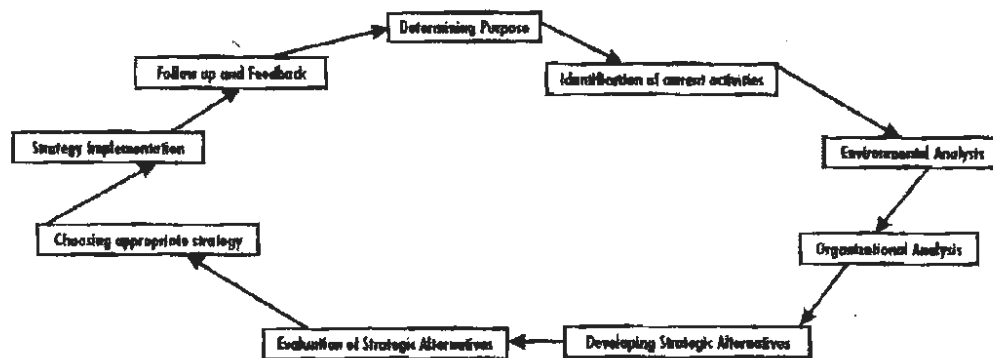 Determining Purpose
Identification of current activities
Environmental Analysis
Organizational Analysis
Developing Strategic Alternatives
Evaluation of Strategic Alternatives
Choosing appropriate strategy
Strategy Implementation
Follow up and Feedback